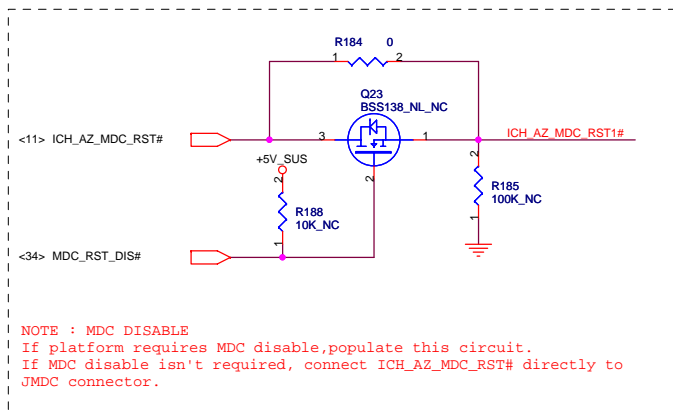 R184 0
1 2
Q23
BSS138_NL_NC
<11> ICH_AZ_MDC_RST#
3 1
ICH_AZ_MDC_RST1#
+5V_SUS
2
2
2
R185
100K_NC
1
R188
10K_NC
1
<34> MDC_RST_DIS#
NOTE : MDC DISABLE
If platform requires MDC disable,populate this circuit.
If MDC disable isn't required, connect ICH_AZ_MDC_RST# directly to
JMDC connector.